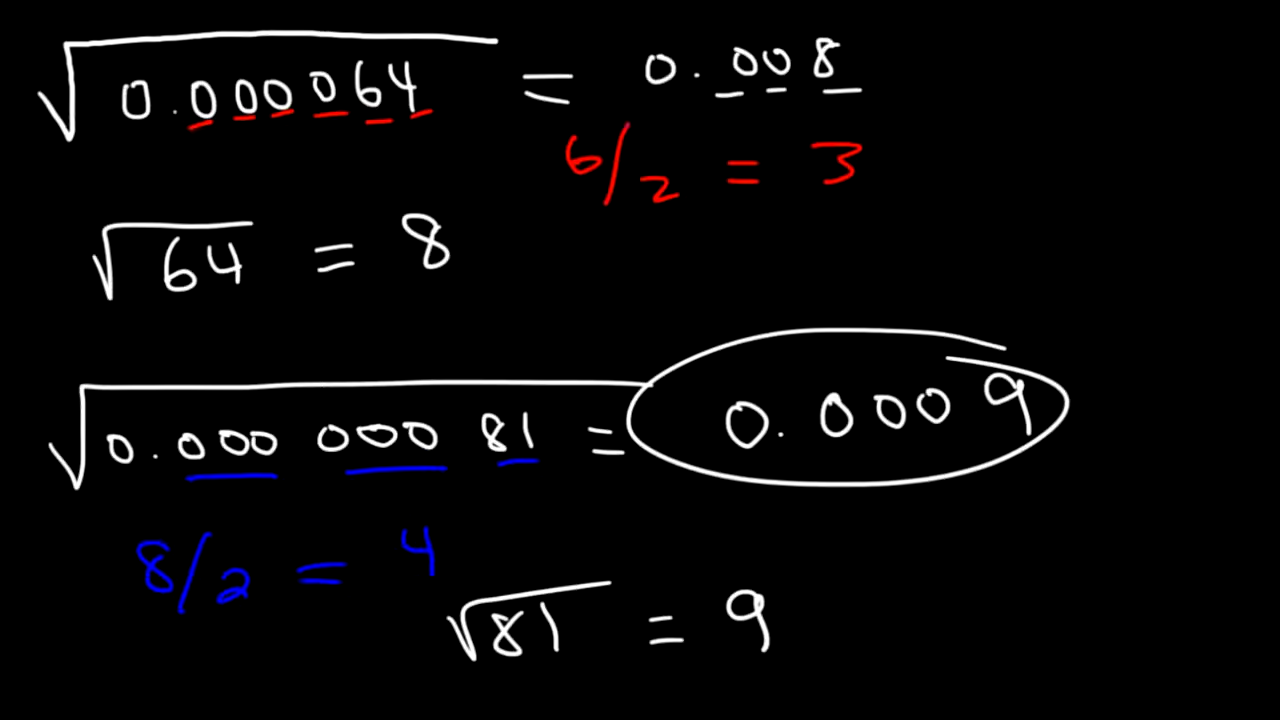 √0.000064 = 0.008
6/2 = 3
√64 = 8
√0.000 000 81 = 0.0009
8/2 = 4
√81 = 9